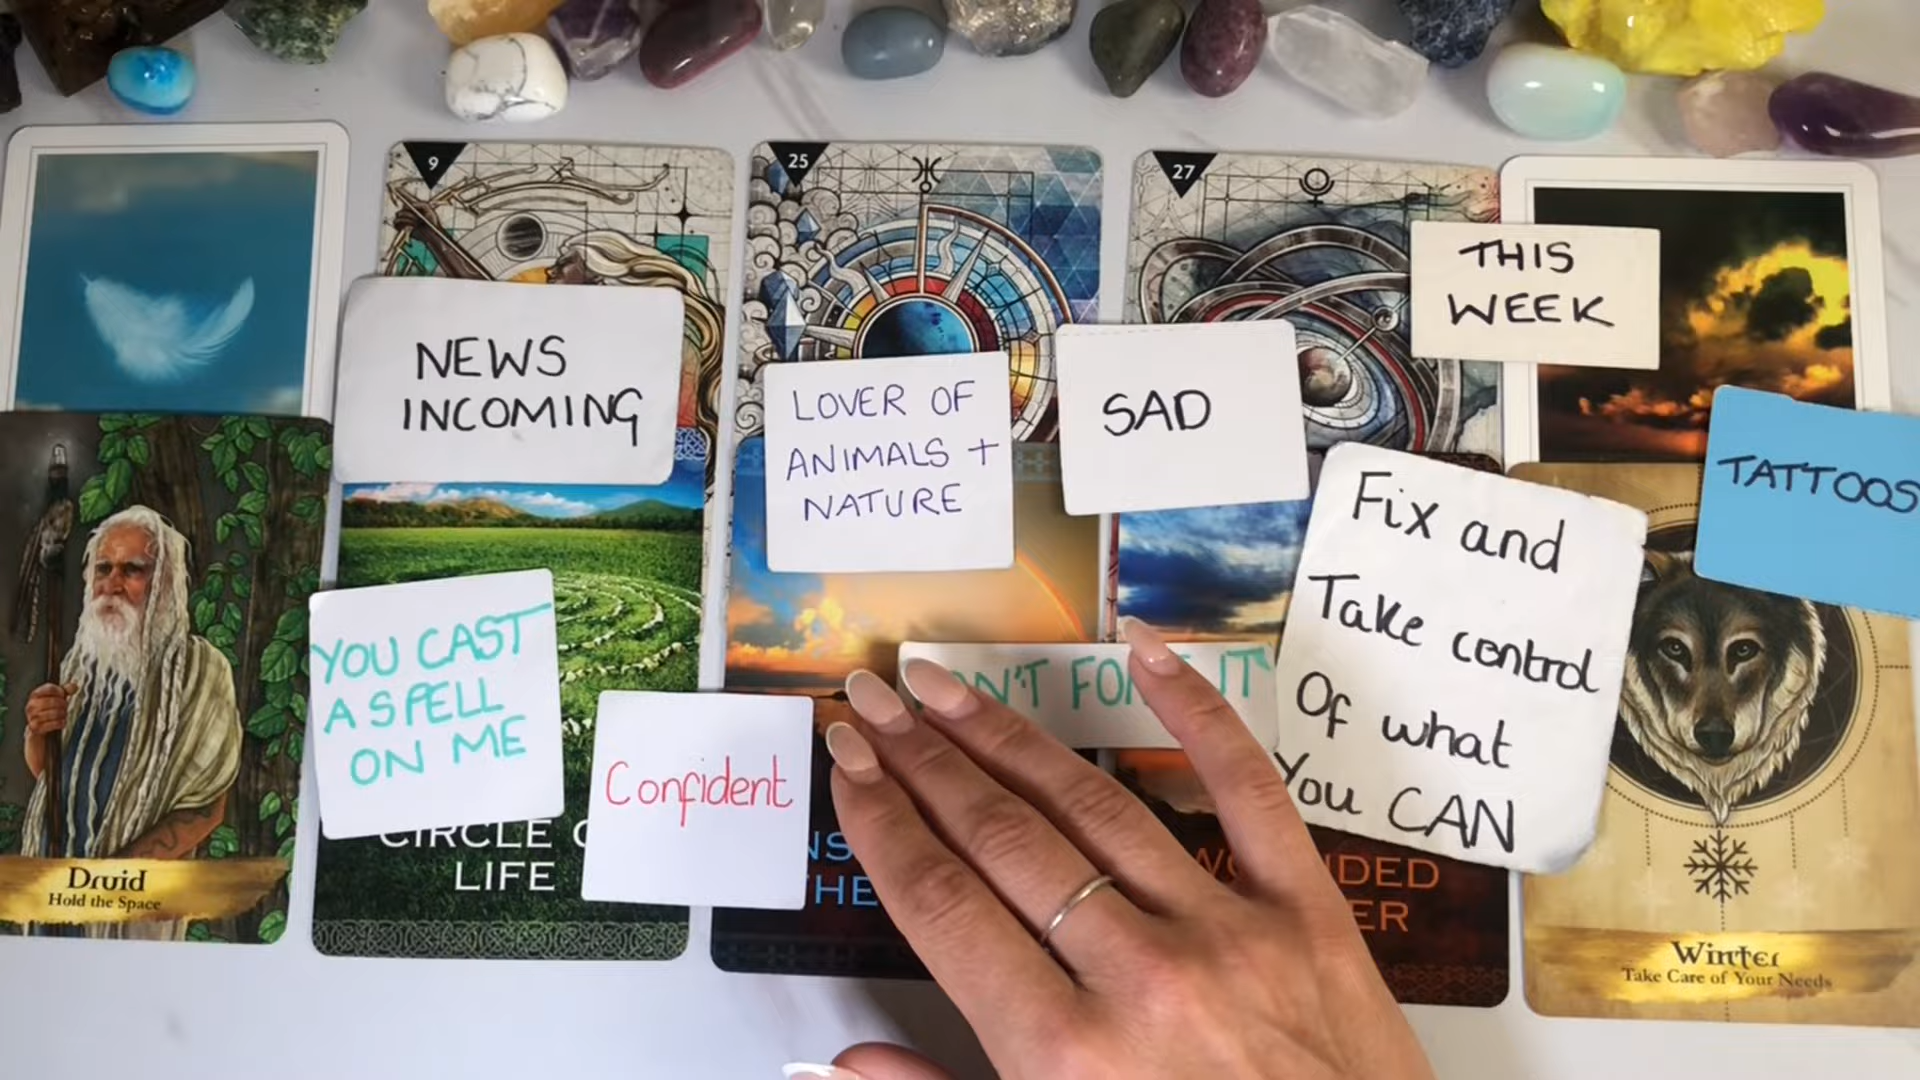 9
25
27
THIS
WEEK
NEWS
INCOMING
LOVER OF
ANIMALS +
NATURE
SAD
TATTOOS
Fix and
Take control
Of what
You CAN
YOU CAST
A SPELL
ON ME
Confident
IT
CIRCLE
LIFE
Druid
Hold the Space
Winter
Take Care of Your Needs